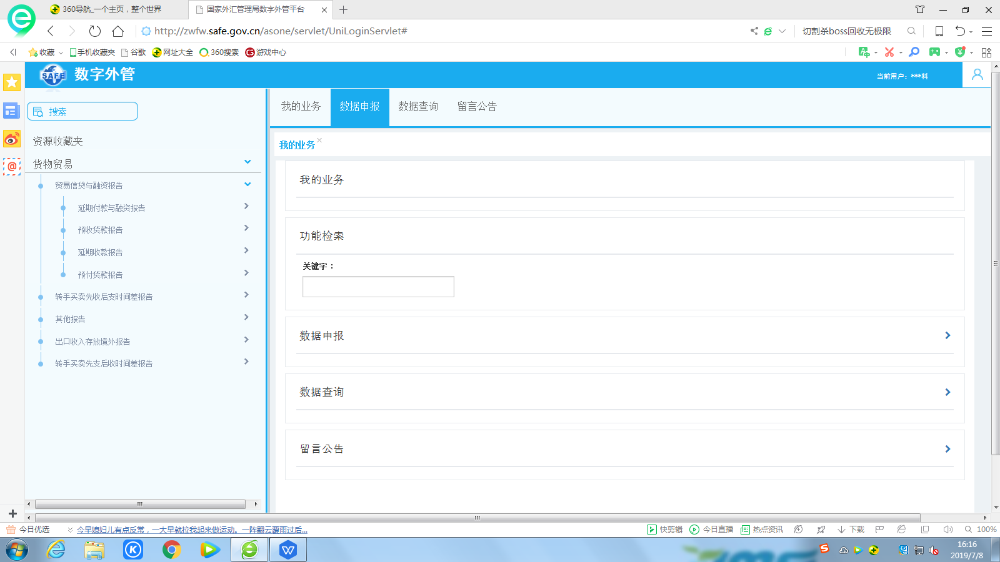 360导航_一个主页，整个世界
国家外汇管理局数字外管平台
http://zwfw.safe.gov.cn/asone/servlet/UniLoginServlet#
切割杀boss回收无极限
收藏
手机收藏夹
谷歌
网址大全
360搜索
游戏中心
SAFE
数字外管
当前用户：***料
搜索
资源收藏夹
货物贸易
贸易信贷与融资报告
延期付款与融资报告
预收货款报告
延期收款报告
预付货款报告
转手买卖先收后支时间差报告
其他报告
出口收入存放境外报告
转手买卖先支后收时间差报告
我的业务
数据申报
数据查询
留言公告
我的业务
我的业务
功能检索
关键字：
数据申报
数据查询
留言公告
今日优选
今早媳妇儿有点反常，一大早就拉我起来做运动。一阵翻云覆雨过后...
快剪辑
今日直播
热点资讯
下载
100%
16:16
2019/7/8